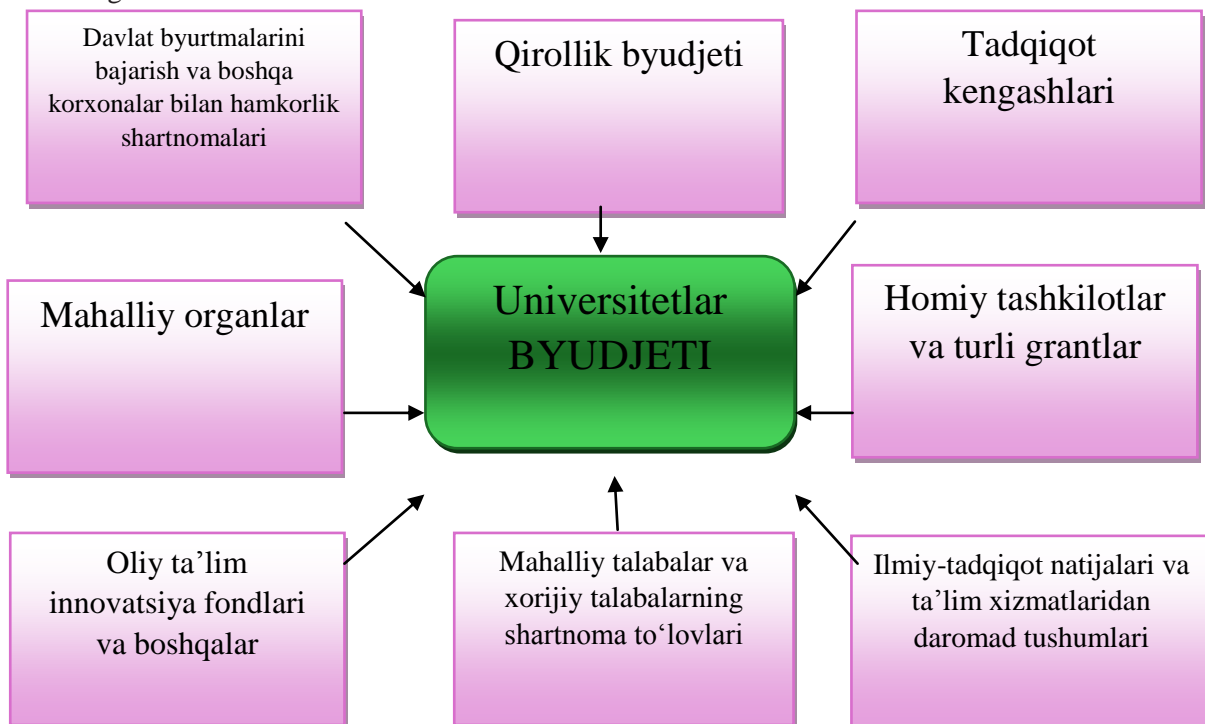 Davlat byurtmalarini
bajarish va boshqa
korxonalar bilan hamkorlik
shartnomalari
Qirollik byudjeti
Tadqiqot
kengashlari
Mahalliy organlar
Universitetlar
BYUDJETI
Homiy tashkilotlar
va turli grantlar
Oliy ta’lim
innovatsiya fondlari
va boshqalar
Mahalliy talabalar va
xorijiy talabalarning
shartnoma to‘lovlari
Ilmiy-tadqiqot natijalari va
ta’lim xizmatlaridan
daromad tushumlari